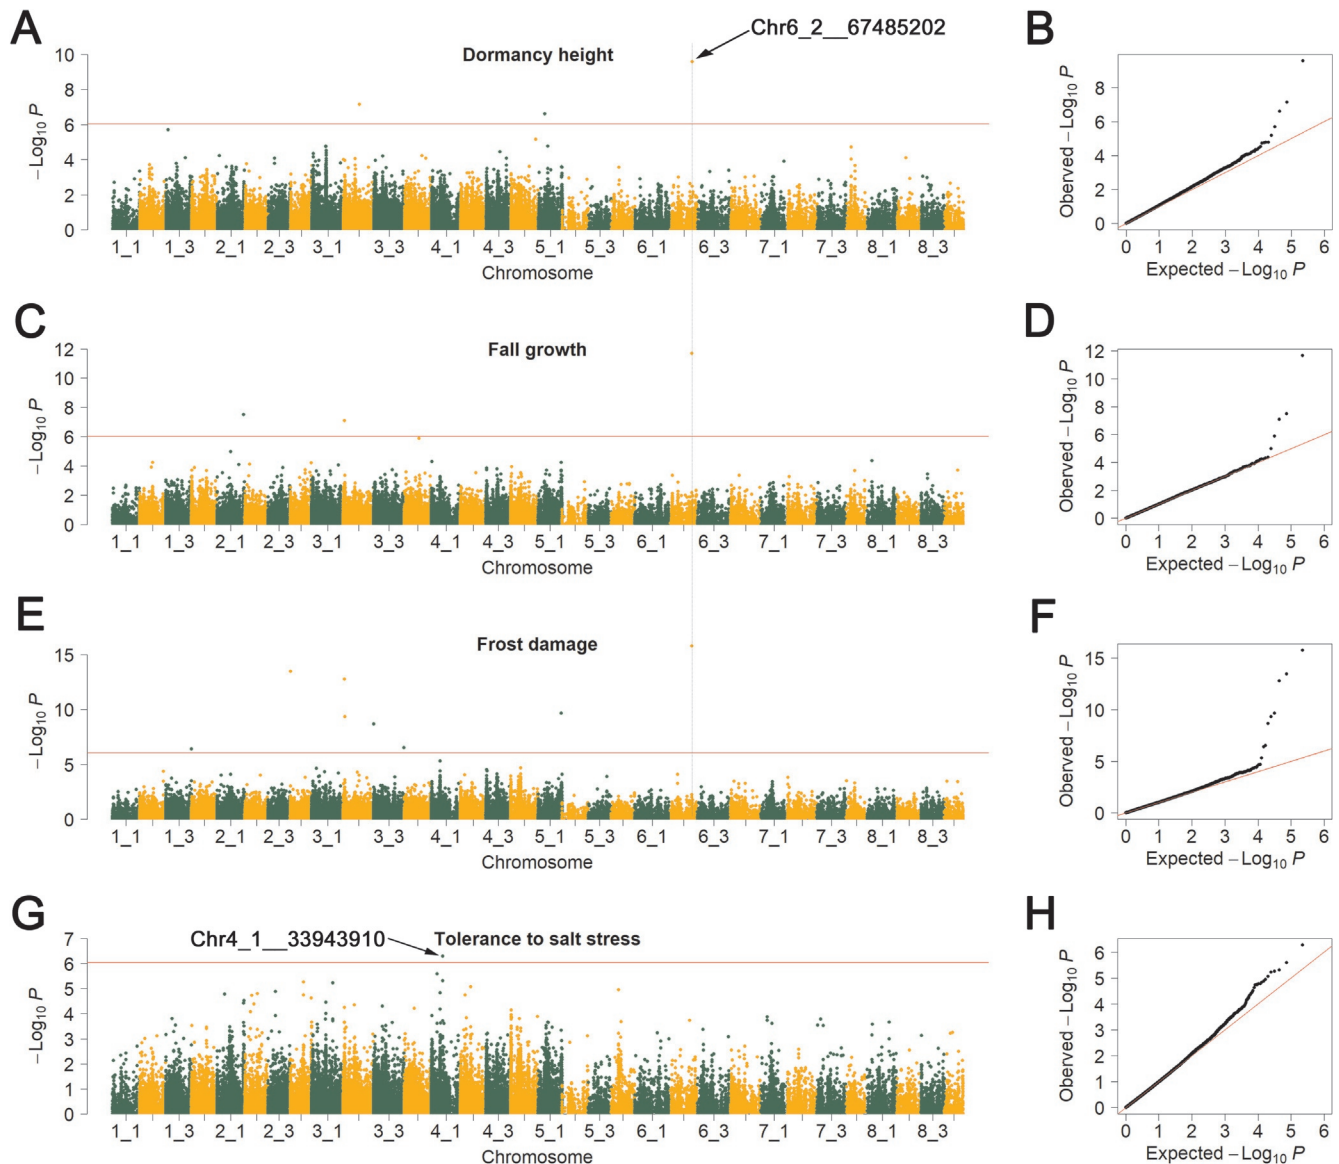 A
Chr6_2__67485202
B
Dormancy height
10
8
6
4
2
0
−Log10 P
1_1 1_3 2_1 2_3 3_1 3_3 4_1 4_3 5_1 5_3 6_1 6_3 7_1 7_3 8_1 8_3
Chromosome
8
6
4
2
0
Oberved −Log10 P
0 1 2 3 4 5 6
Expected −Log10 P
C
D
Fall growth
12
10
8
6
4
2
0
−Log10 P
1_1 1_3 2_1 2_3 3_1 3_3 4_1 4_3 5_1 5_3 6_1 6_3 7_1 7_3 8_1 8_3
Chromosome
12
10
8
6
4
2
0
Oberved −Log10 P
0 1 2 3 4 5 6
Expected −Log10 P
E
F
Frost damage
15
10
5
0
−Log10 P
1_1 1_3 2_1 2_3 3_1 3_3 4_1 4_3 5_1 5_3 6_1 6_3 7_1 7_3 8_1 8_3
Chromosome
15
10
5
0
Oberved −Log10 P
0 1 2 3 4 5 6
Expected −Log10 P
G
H
Chr4_1__33943910
Tolerance to salt stress
7
6
5
4
3
2
1
0
−Log10 P
1_1 1_3 2_1 2_3 3_1 3_3 4_1 4_3 5_1 5_3 6_1 6_3 7_1 7_3 8_1 8_3
Chromosome
6
5
4
3
2
1
0
Oberved −Log10 P
0 1 2 3 4 5 6
Expected −Log10 P